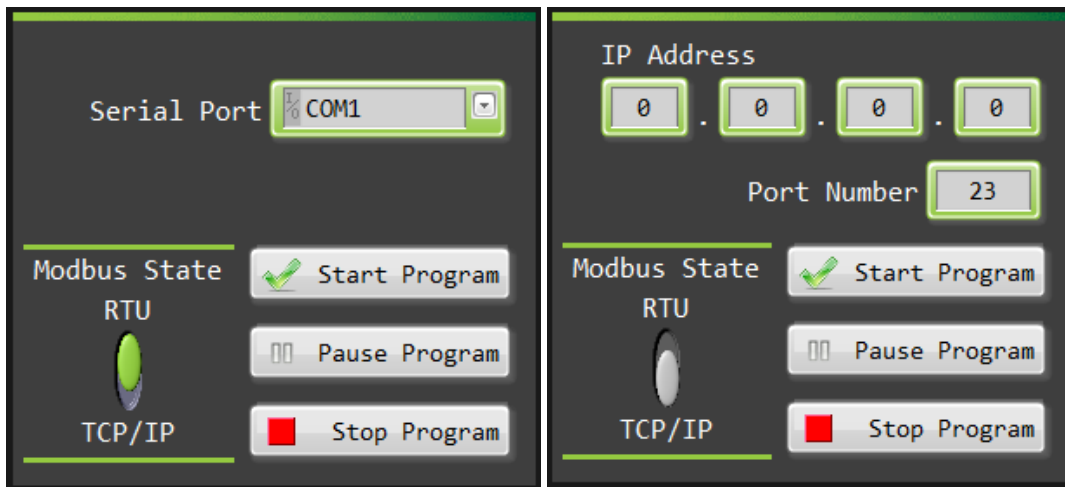 Serial Port I/O COM1
Modbus State
RTU
TCP/IP
Start Program
Pause Program
Stop Program
IP Address
0 . 0 . 0 . 0
Port Number 23
Modbus State
RTU
TCP/IP
Start Program
Pause Program
Stop Program